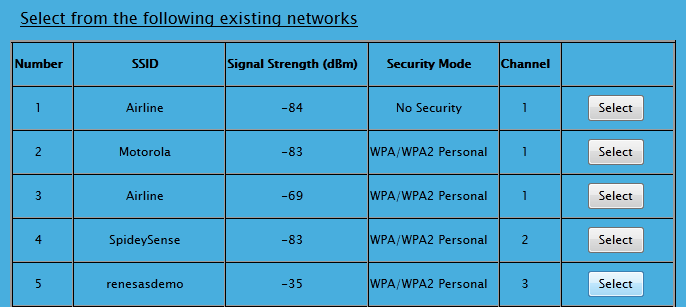 Select from the following existing networks
Number SSID Signal Strength (dBm) Security Mode Channel
1 Airline -84 No Security 1 Select
2 Motorola -83 WPA/WPA2 Personal 1 Select
3 Airline -69 WPA/WPA2 Personal 1 Select
4 SpideySense -83 WPA/WPA2 Personal 2 Select
5 renesasdemo -35 WPA/WPA2 Personal 3 Select